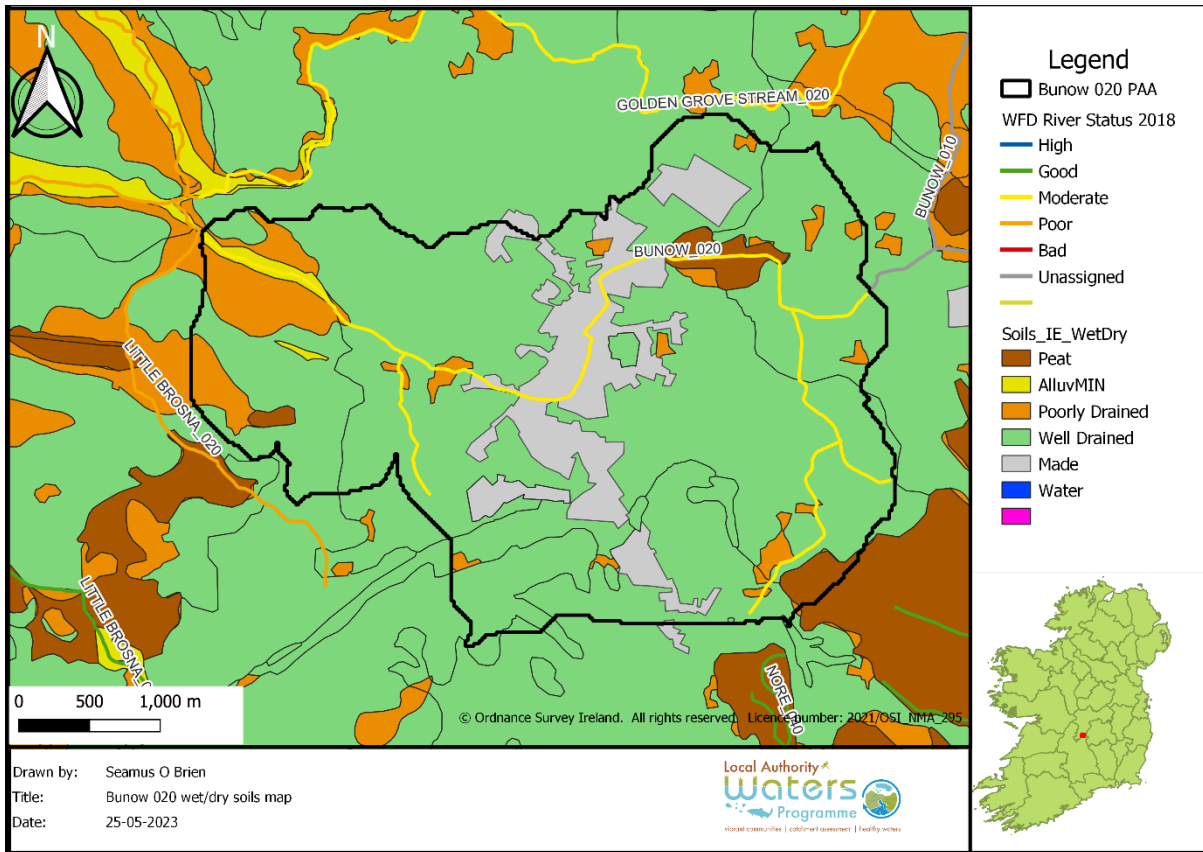 N
GOLDEN GROVE STREAM_020
BUNOW_010
BUNOW_020
LITTLE BROSNA_020
LITTLE BROSNA_0
NORE_010
0 500 1,000 m
© Ordnance Survey Ireland. All rights reserved. Licence number: 2021/OSI_NMA_295
Legend
Bunow 020 PAA
WFD River Status 2018
High
Good
Moderate
Poor
Bad
Unassigned
Soils_IE_WetDry
Peat
AlluvMIN
Poorly Drained
Well Drained
Made
Water
Drawn by: Seamus O Brien
Title: Bunow 020 wet/dry soils map
Date: 25-05-2023
Local Authority
Waters
Programme
vibrant communities | catchment assessment | healthy waters